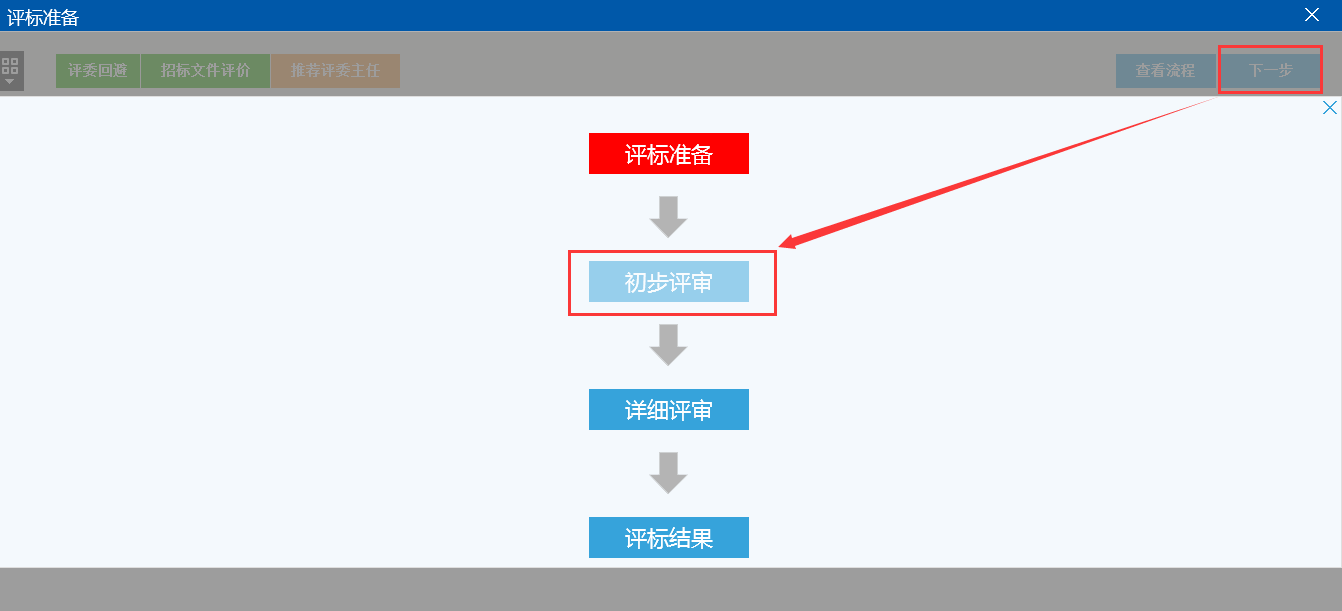 评标准备
评委回避 招标文件评价 推荐评委主任 查看流程 下一步
评标准备
初步评审
详细评审
评标结果